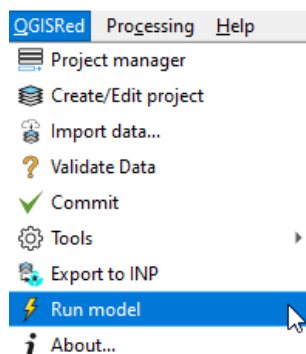 QGISRed Processing Help
Project manager
Create/Edit project
Import data...
Validate Data
Commit
Tools
Export to INP
Run model
About...